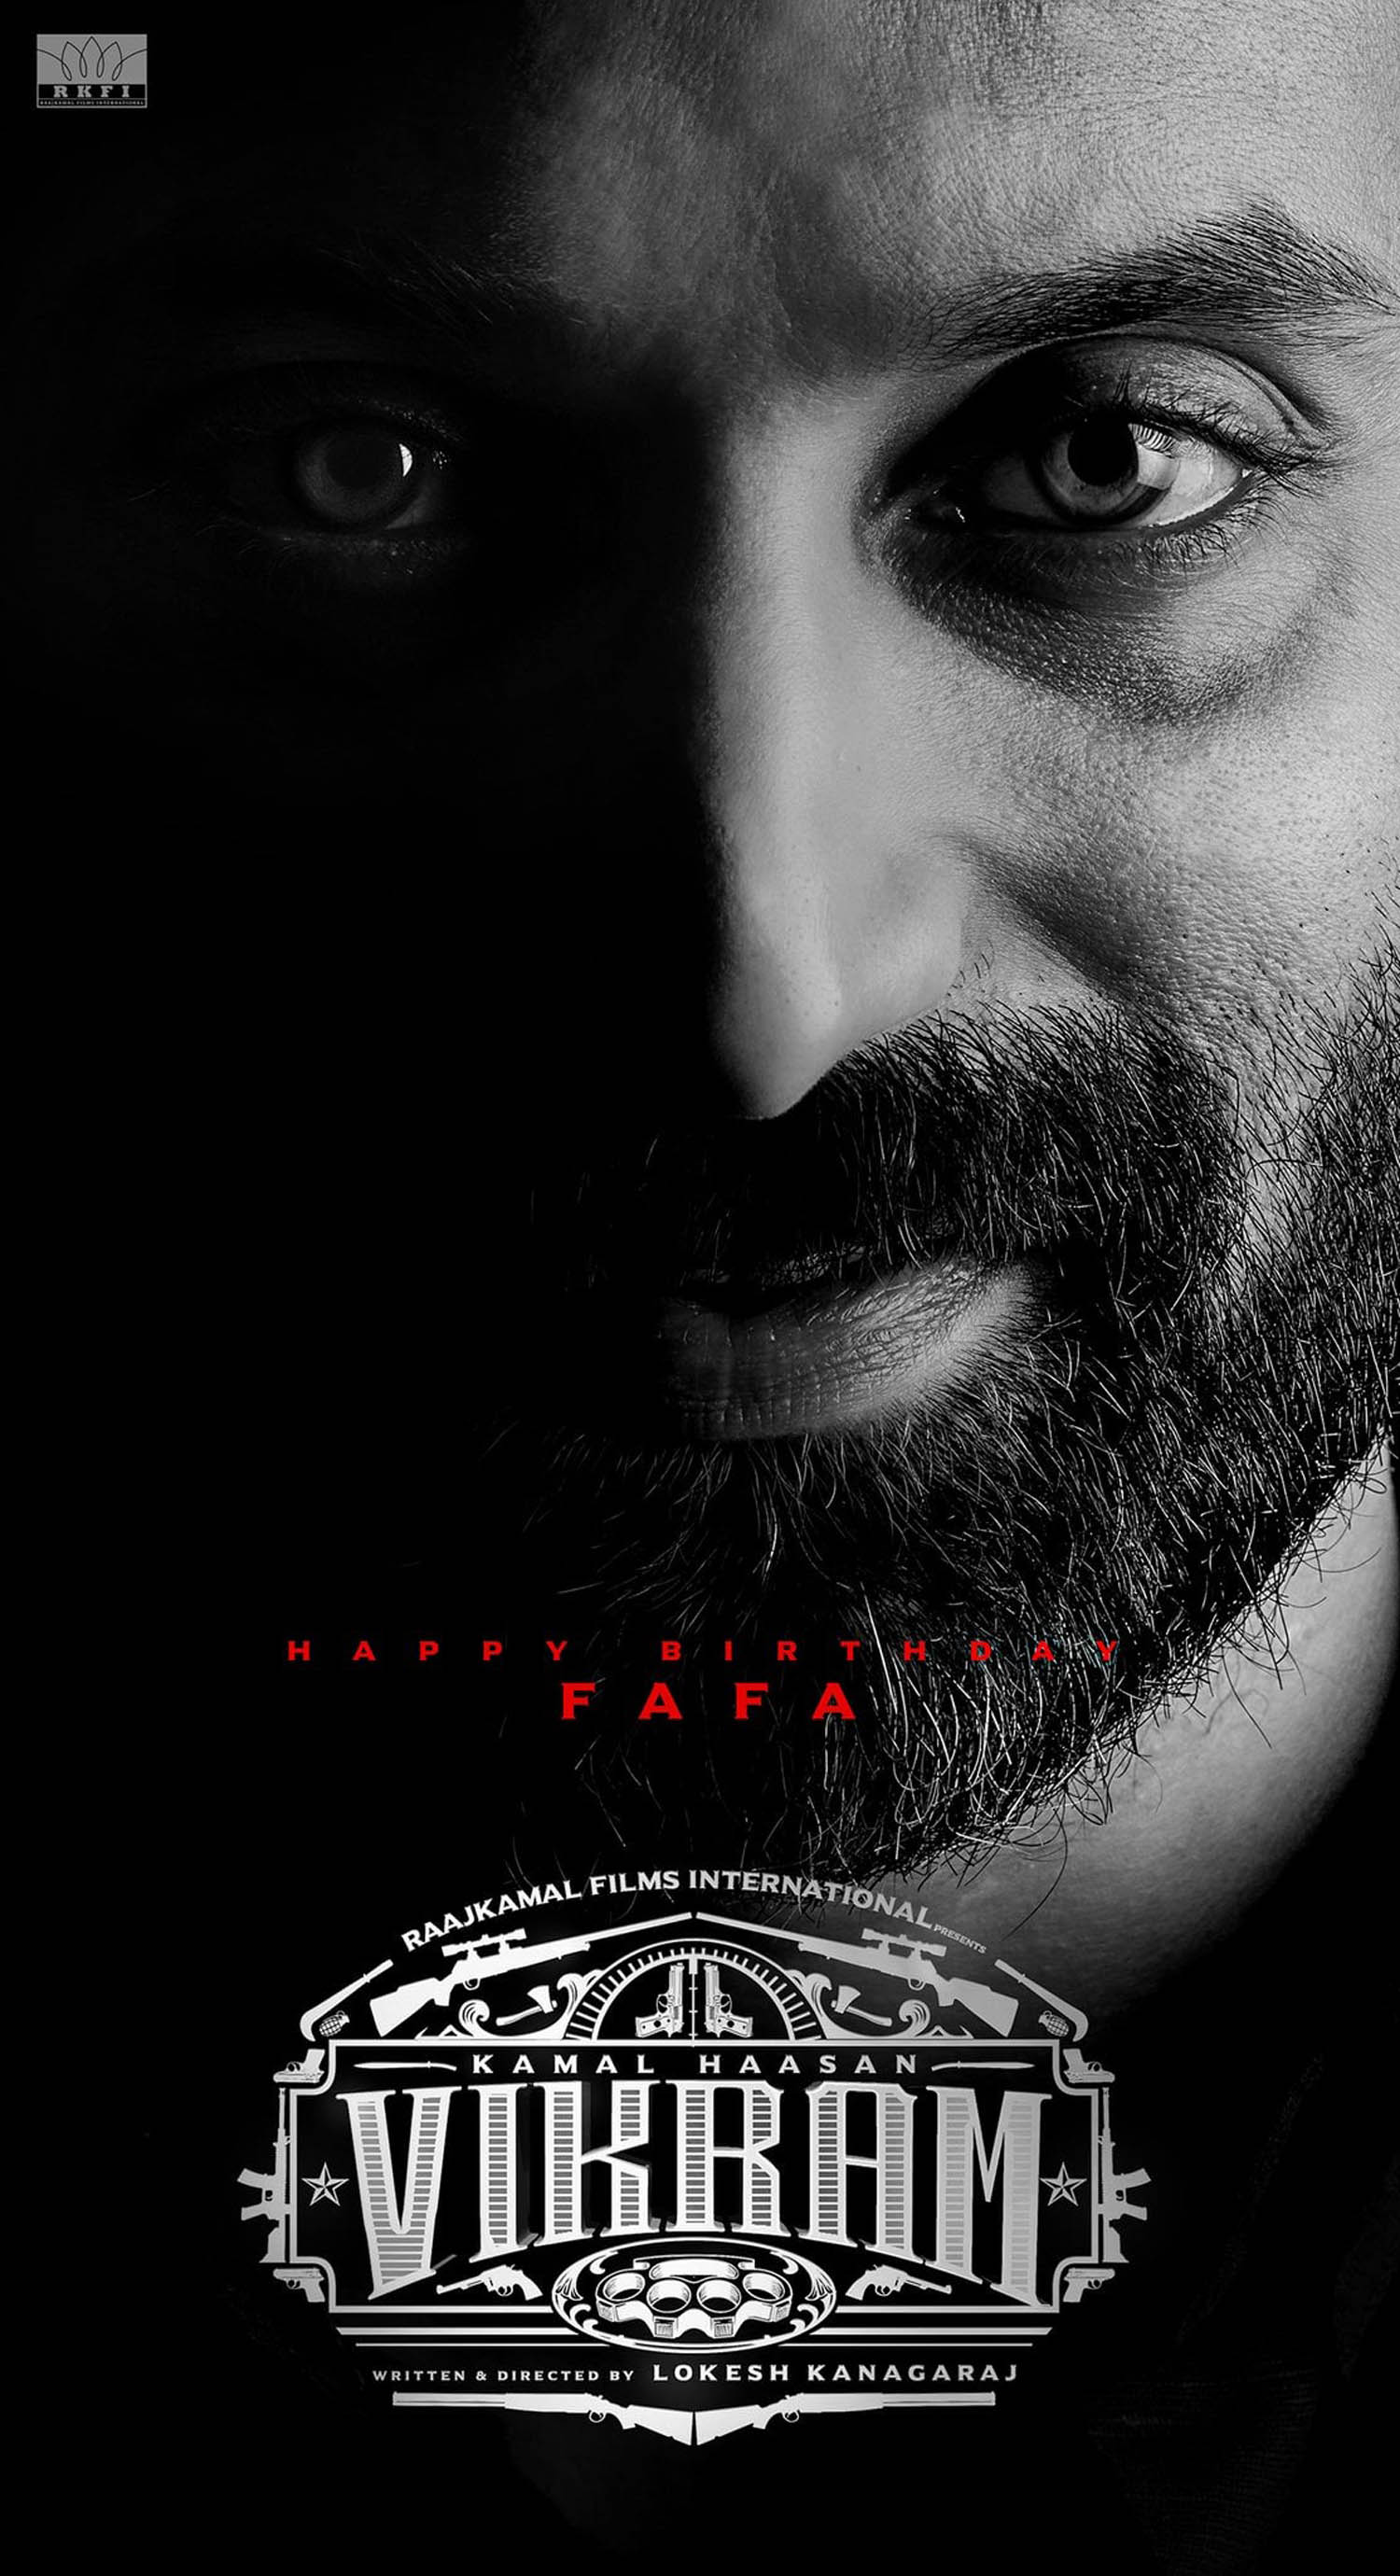 RKFI
RAAJKAMAL FILMS INTERNATIONAL
HAPPY BIRTHDAY
FAFA
RAAJKAMAL FILMS INTERNATIONAL PRESENTS
KAMAL HAASAN
VIKRAM
WRITTEN & DIRECTED BY LOKESH KANAGARAJ